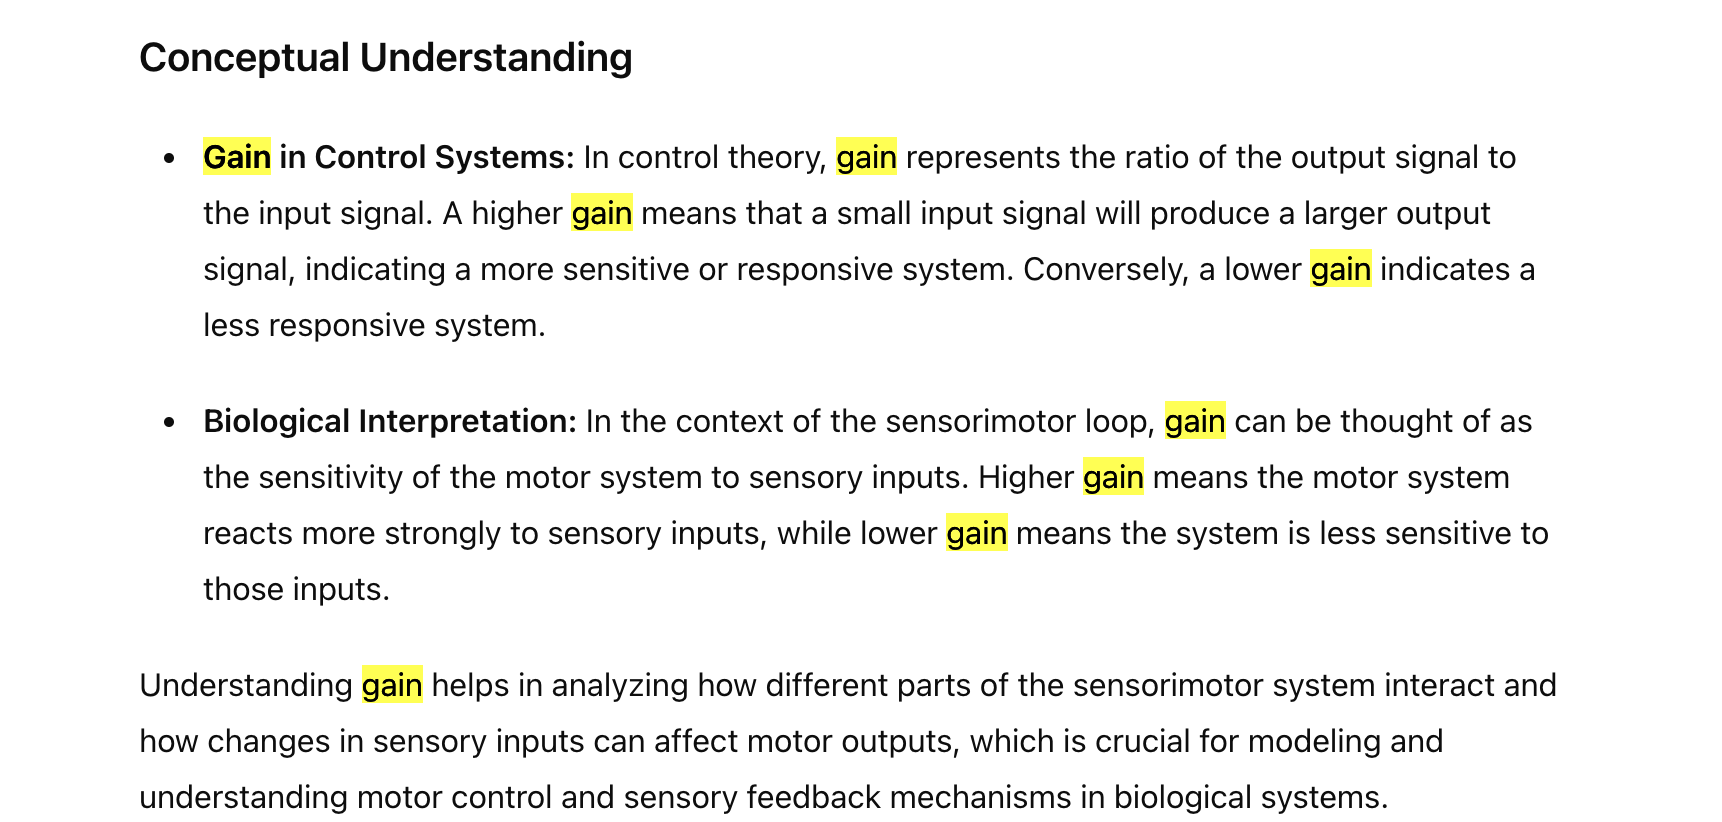 Conceptual Understanding
• Gain in Control Systems: In control theory, gain represents the ratio of the output signal to
the input signal. A higher gain means that a small input signal will produce a larger output
signal, indicating a more sensitive or responsive system. Conversely, a lower gain indicates a
less responsive system.
• Biological Interpretation: In the context of the sensorimotor loop, gain can be thought of as
the sensitivity of the motor system to sensory inputs. Higher gain means the motor system
reacts more strongly to sensory inputs, while lower gain means the system is less sensitive to
those inputs.
Understanding gain helps in analyzing how different parts of the sensorimotor system interact and
how changes in sensory inputs can affect motor outputs, which is crucial for modeling and
understanding motor control and sensory feedback mechanisms in biological systems.